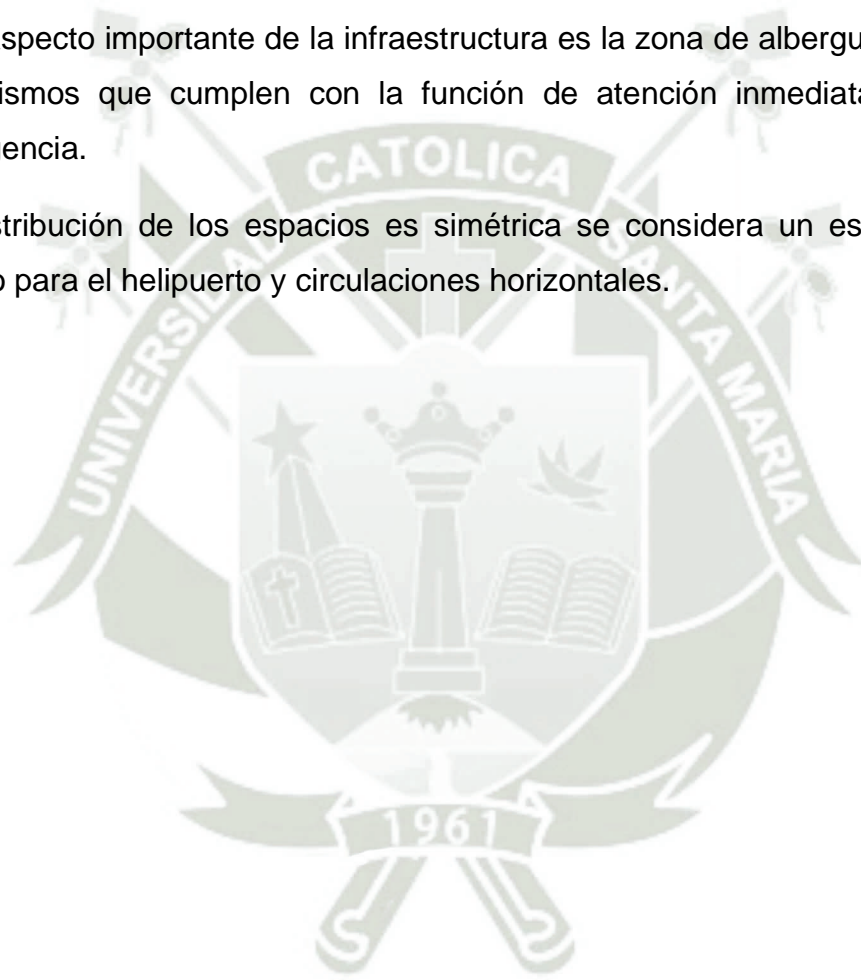 specto importante de la infraestructura es la zona de albergu
ismos que cumplen con la función de atención inmediata
encia.
stribución de los espacios es simétrica se considera un es
o para el helipuerto y circulaciones horizontales.
UNIVERSIDAD CATOLICA SANTA MARIA
1961